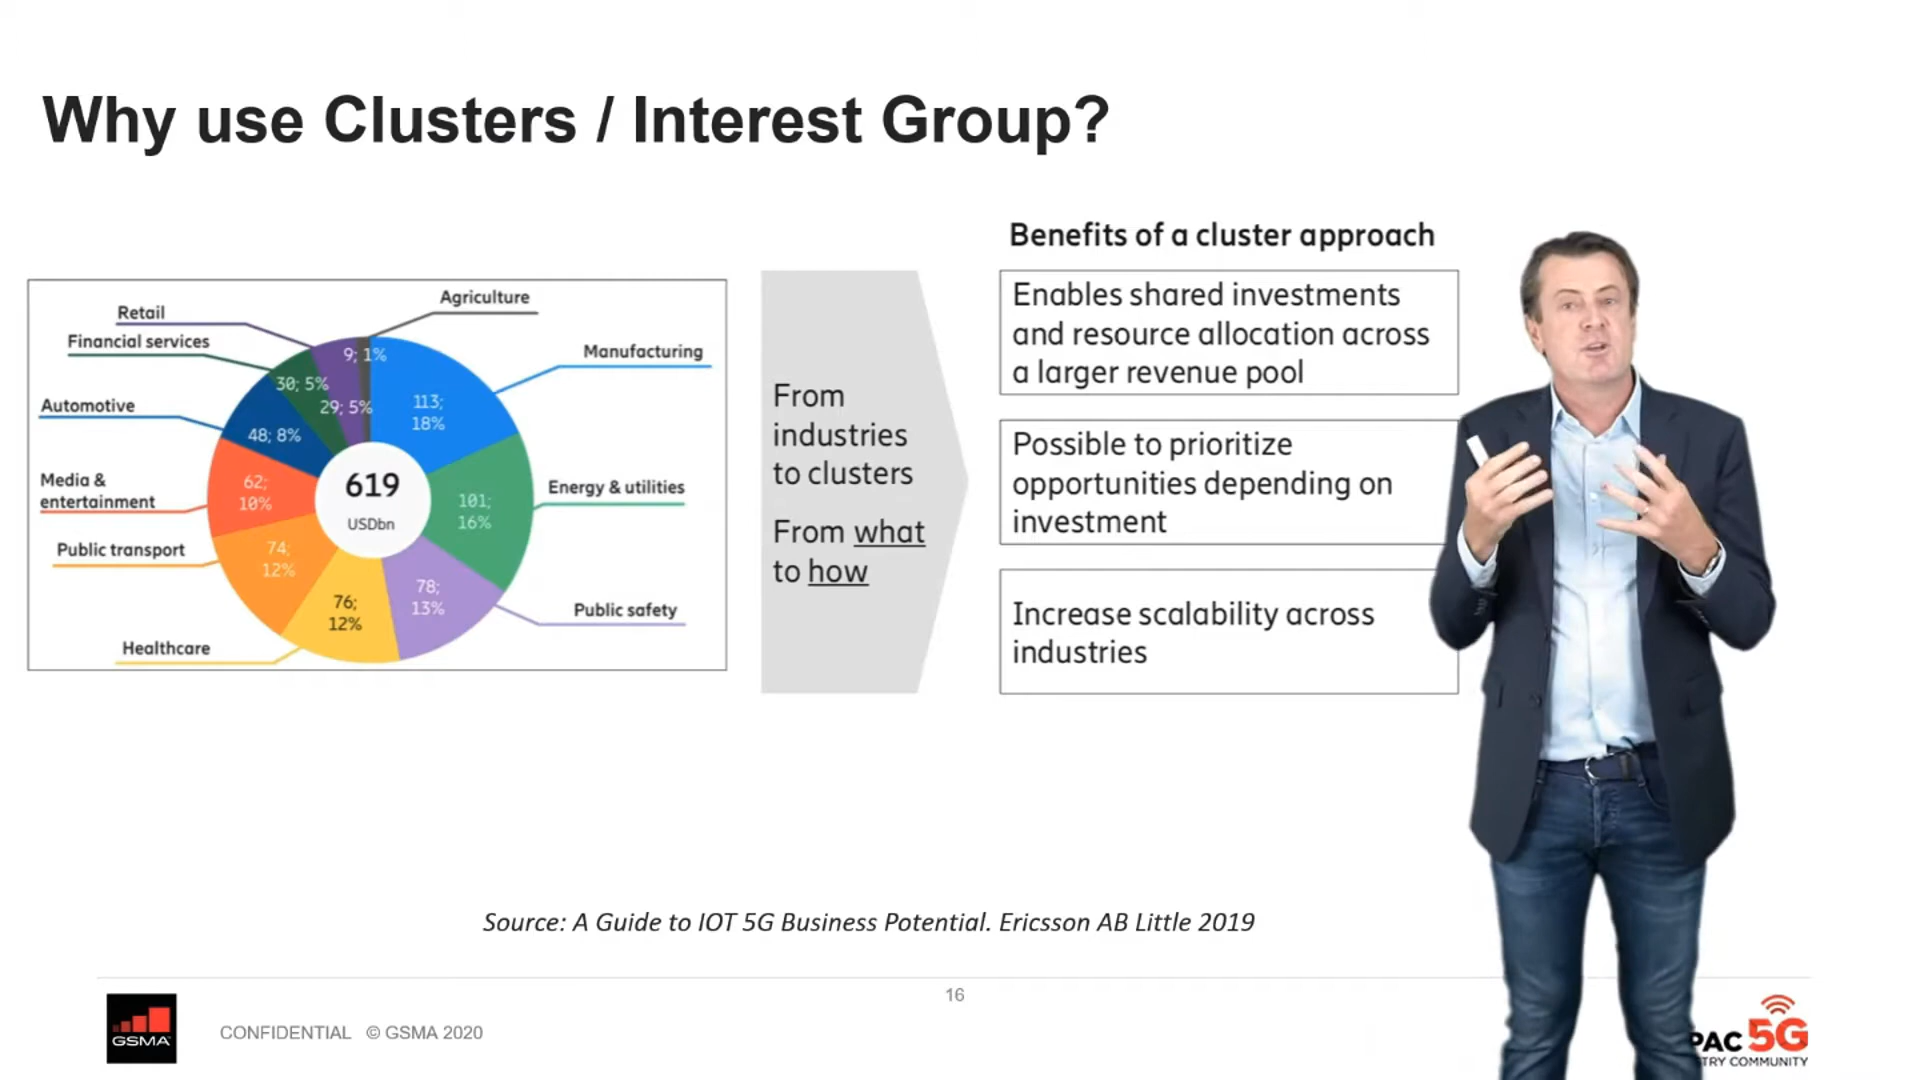 Why use Clusters / Interest Group?
Agriculture
Retail
Financial services
Manufacturing
Automotive
Media &
entertainment
Energy & utilities
Public transport
Public safety
Healthcare
9; 1%
30; 5%
29; 5%
113;
18%
48; 8%
62;
10%
619
USDbn
101;
16%
74;
12%
78;
13%
76;
12%
From
industries
to clusters
From what
to how
Benefits of a cluster approach
Enables shared investments
and resource allocation across
a larger revenue pool
Possible to prioritize
opportunities depending on
investment
Increase scalability across
industries
Source: A Guide to IOT 5G Business Potential. Ericsson AB Little 2019
16
GSMA
CONFIDENTIAL © GSMA 2020
PAC 5G
TRY COMMUNITY